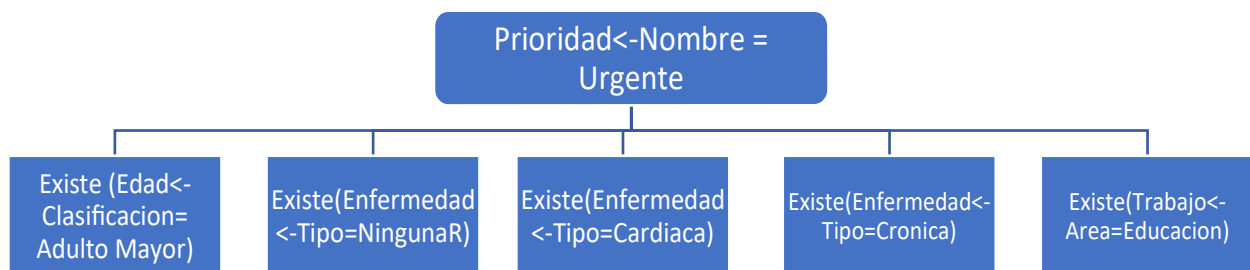 Prioridad<-Nombre =
Urgente
Existe (Edad<-
Clasificacion=
Adulto Mayor)
Existe(Enfermedad
<-Tipo=NingunaR)
Existe(Enfermedad
<-Tipo=Cardiaca)
Existe(Enfermedad<-
Tipo=Cronica)
Existe(Trabajo<-
Area=Educacion)